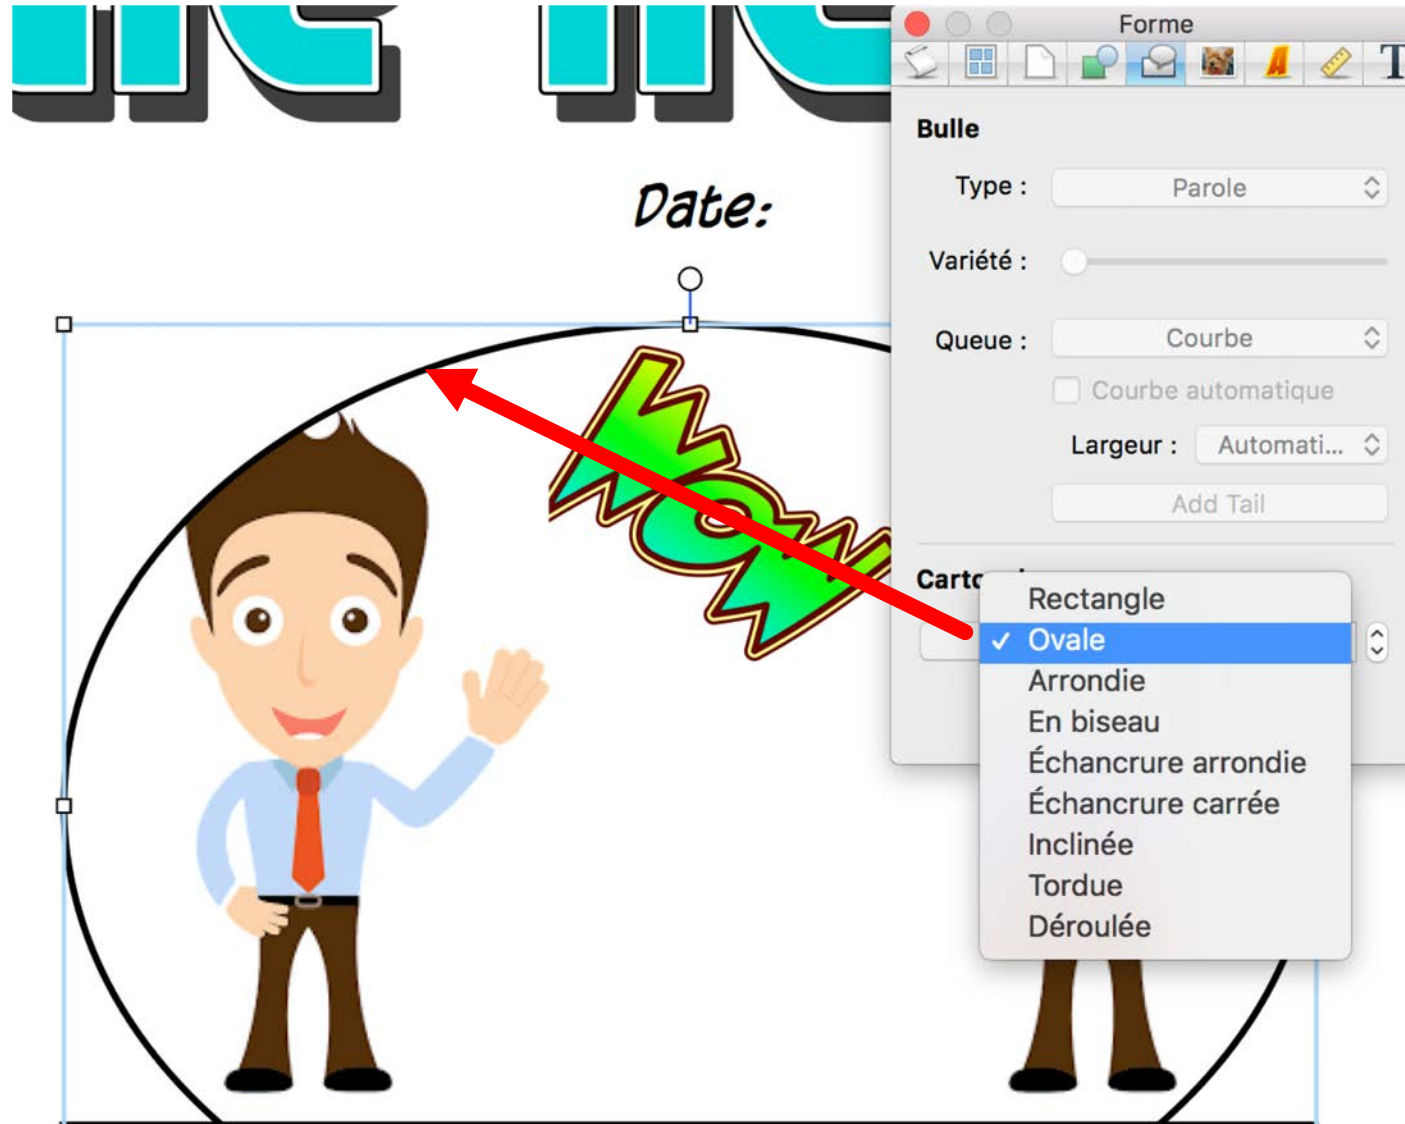 Forme
T
Date:
WOW
Bulle
Type :
Parole
Variété :
Queue :
Courbe
Courbe automatique
Largeur :
Automati...
Add Tail
Rectangle
✓ Ovale
Arrondie
En biseau
Échancrure arrondie
Échancrure carrée
Inclinée
Tordue
Déroulée